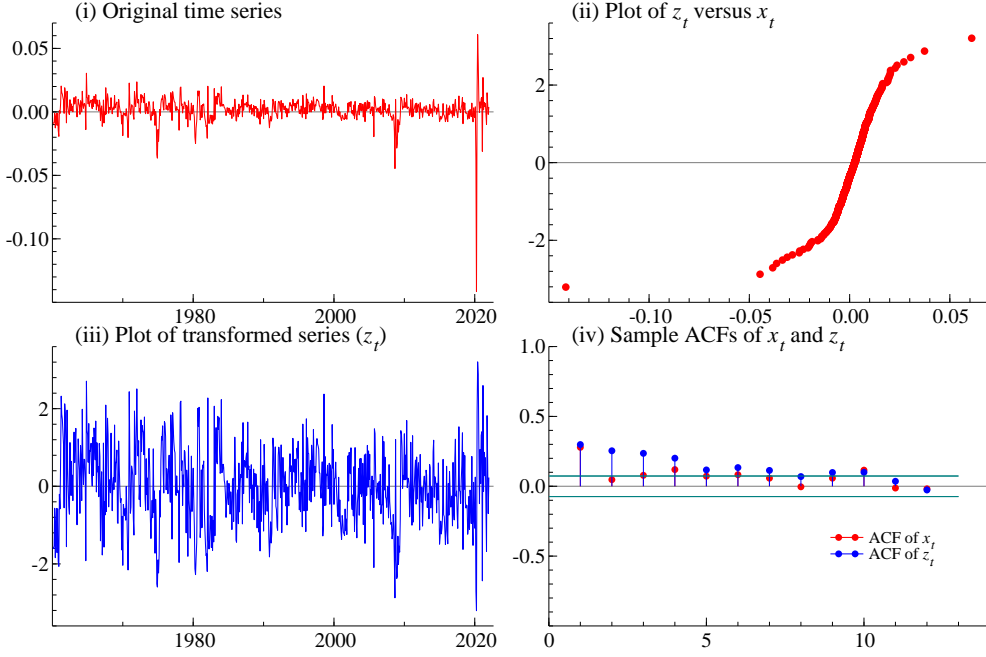 (i) Original time series
0.05
0.00
-0.05
-0.10
1980 2000 2020
(ii) Plot of z_t versus x_t
2
0
-2
-0.10 -0.05 0.00 0.05
(iii) Plot of transformed series (z_t)
2
0
-2
1980 2000 2020
(iv) Sample ACFs of x_t and z_t
1.0
0.5
0.0
-0.5
ACF of x_t
ACF of z_t
0 5 10